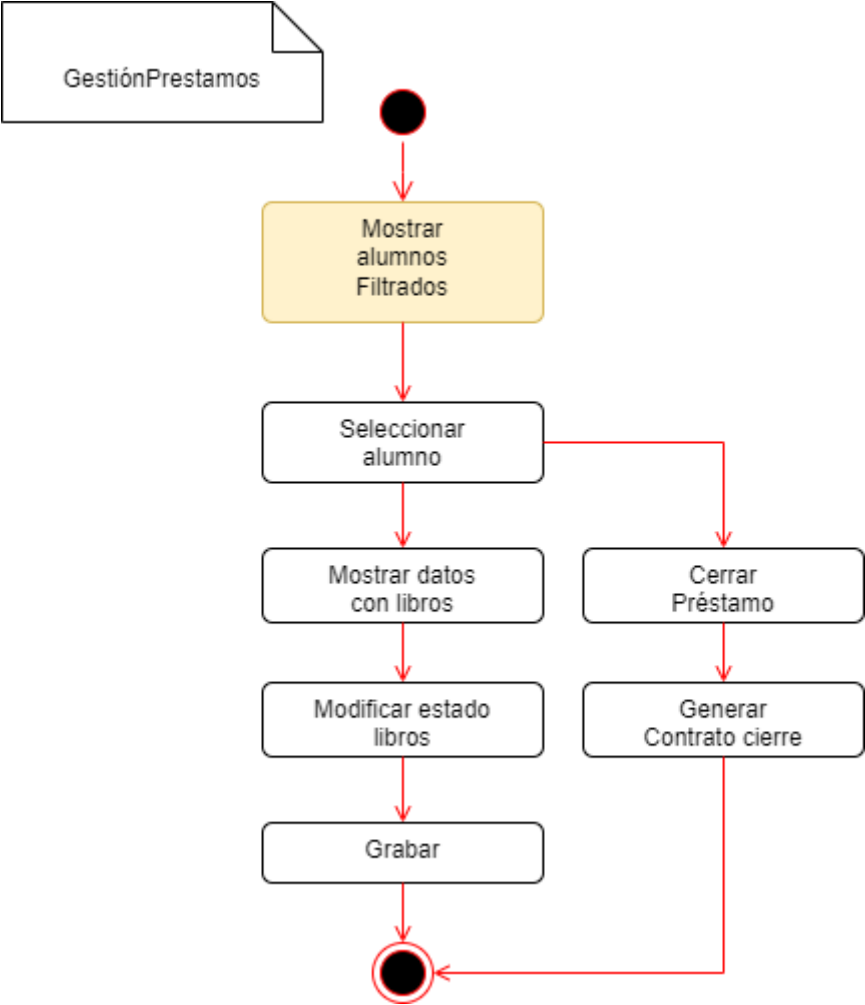 GestiónPrestamos
Mostrar
alumnos
Filtrados
Seleccionar
alumno
Mostrar datos
con libros
Cerrar
Préstamo
Modificar estado
libros
Generar
Contrato cierre
Grabar